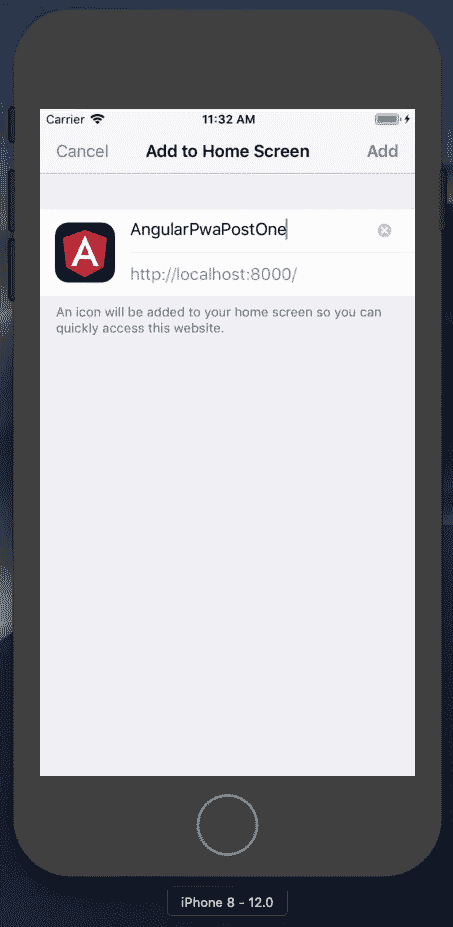 Carrier 11:32 AM
Cancel Add to Home Screen Add
AngularPwaPostOne
http://localhost:8000/
An icon will be added to your home screen so you can
quickly access this website.
iPhone 8 - 12.0